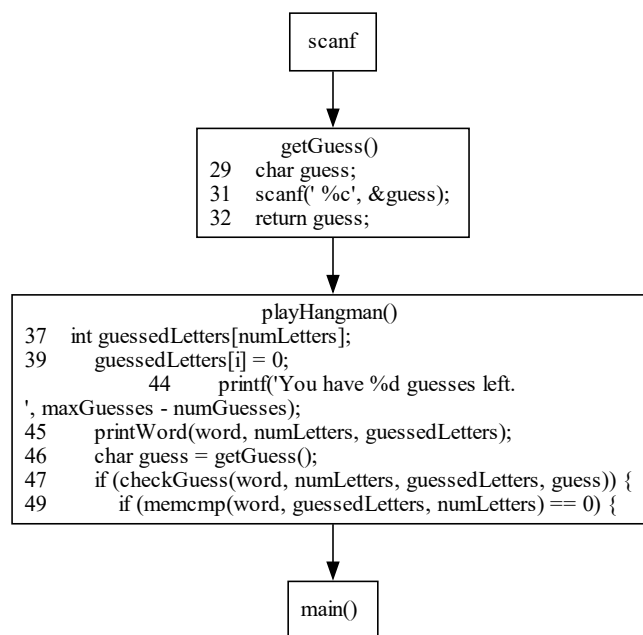 scanf
getGuess()
29    char guess;
31    scanf(' %c', &guess);
32    return guess;
playHangman()
37    int guessedLetters[numLetters];
39        guessedLetters[i] = 0;
44        printf('You have %d guesses left.
', maxGuesses - numGuesses);
45        printWord(word, numLetters, guessedLetters);
46        char guess = getGuess();
47        if (checkGuess(word, numLetters, guessedLetters, guess)) {
49            if (memcmp(word, guessedLetters, numLetters) == 0) {
main()